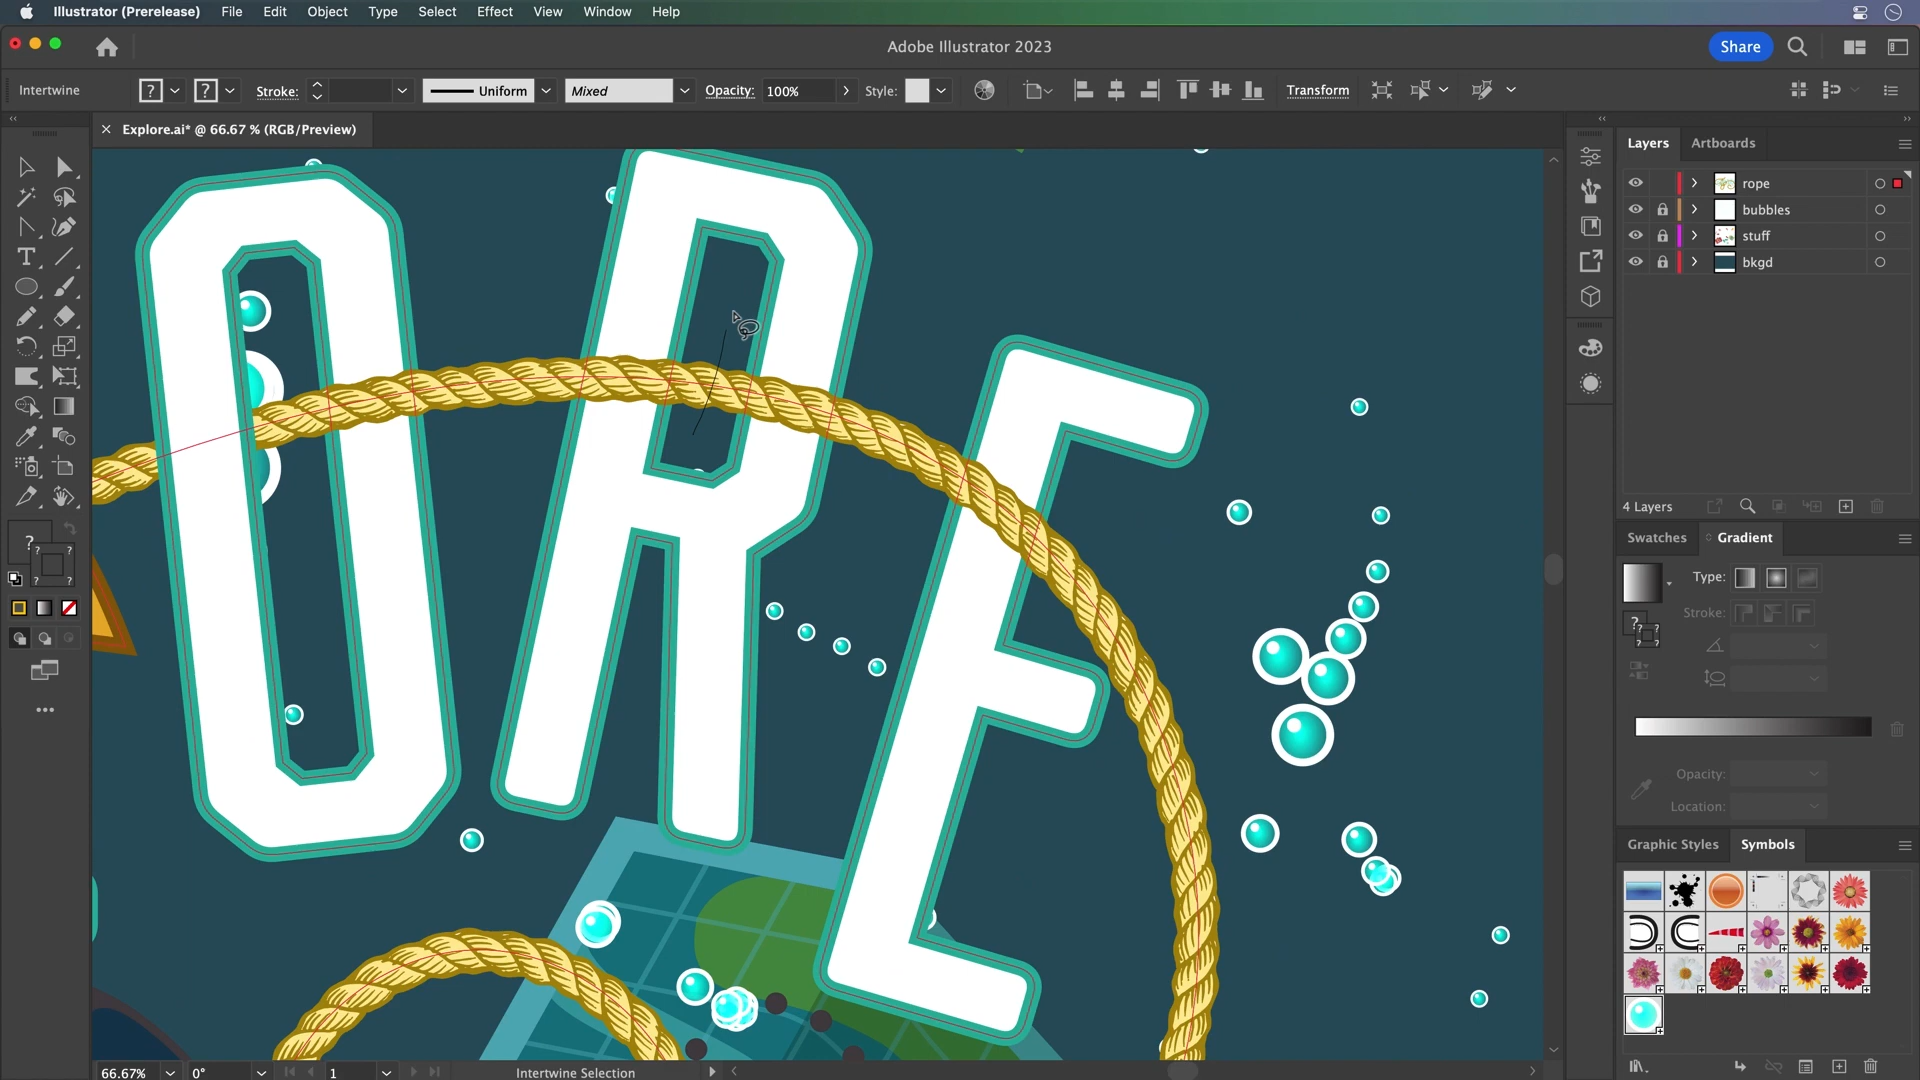 Illustrator (Prerelease) File Edit Object Type Select Effect View Window Help
Adobe Illustrator 2023
Share
Intertwine
? ? Stroke: Uniform Mixed Opacity: 100% Style: Transform
Explore.ai* @ 66.67 % (RGB/Preview)
Layers Artboards
rope
bubbles
stuff
bkgd
4 Layers
Swatches Gradient
Type:
Stroke:
Opacity:
Location:
Graphic Styles Symbols
ORE
66.67% 0° 1 Intertwine Selection